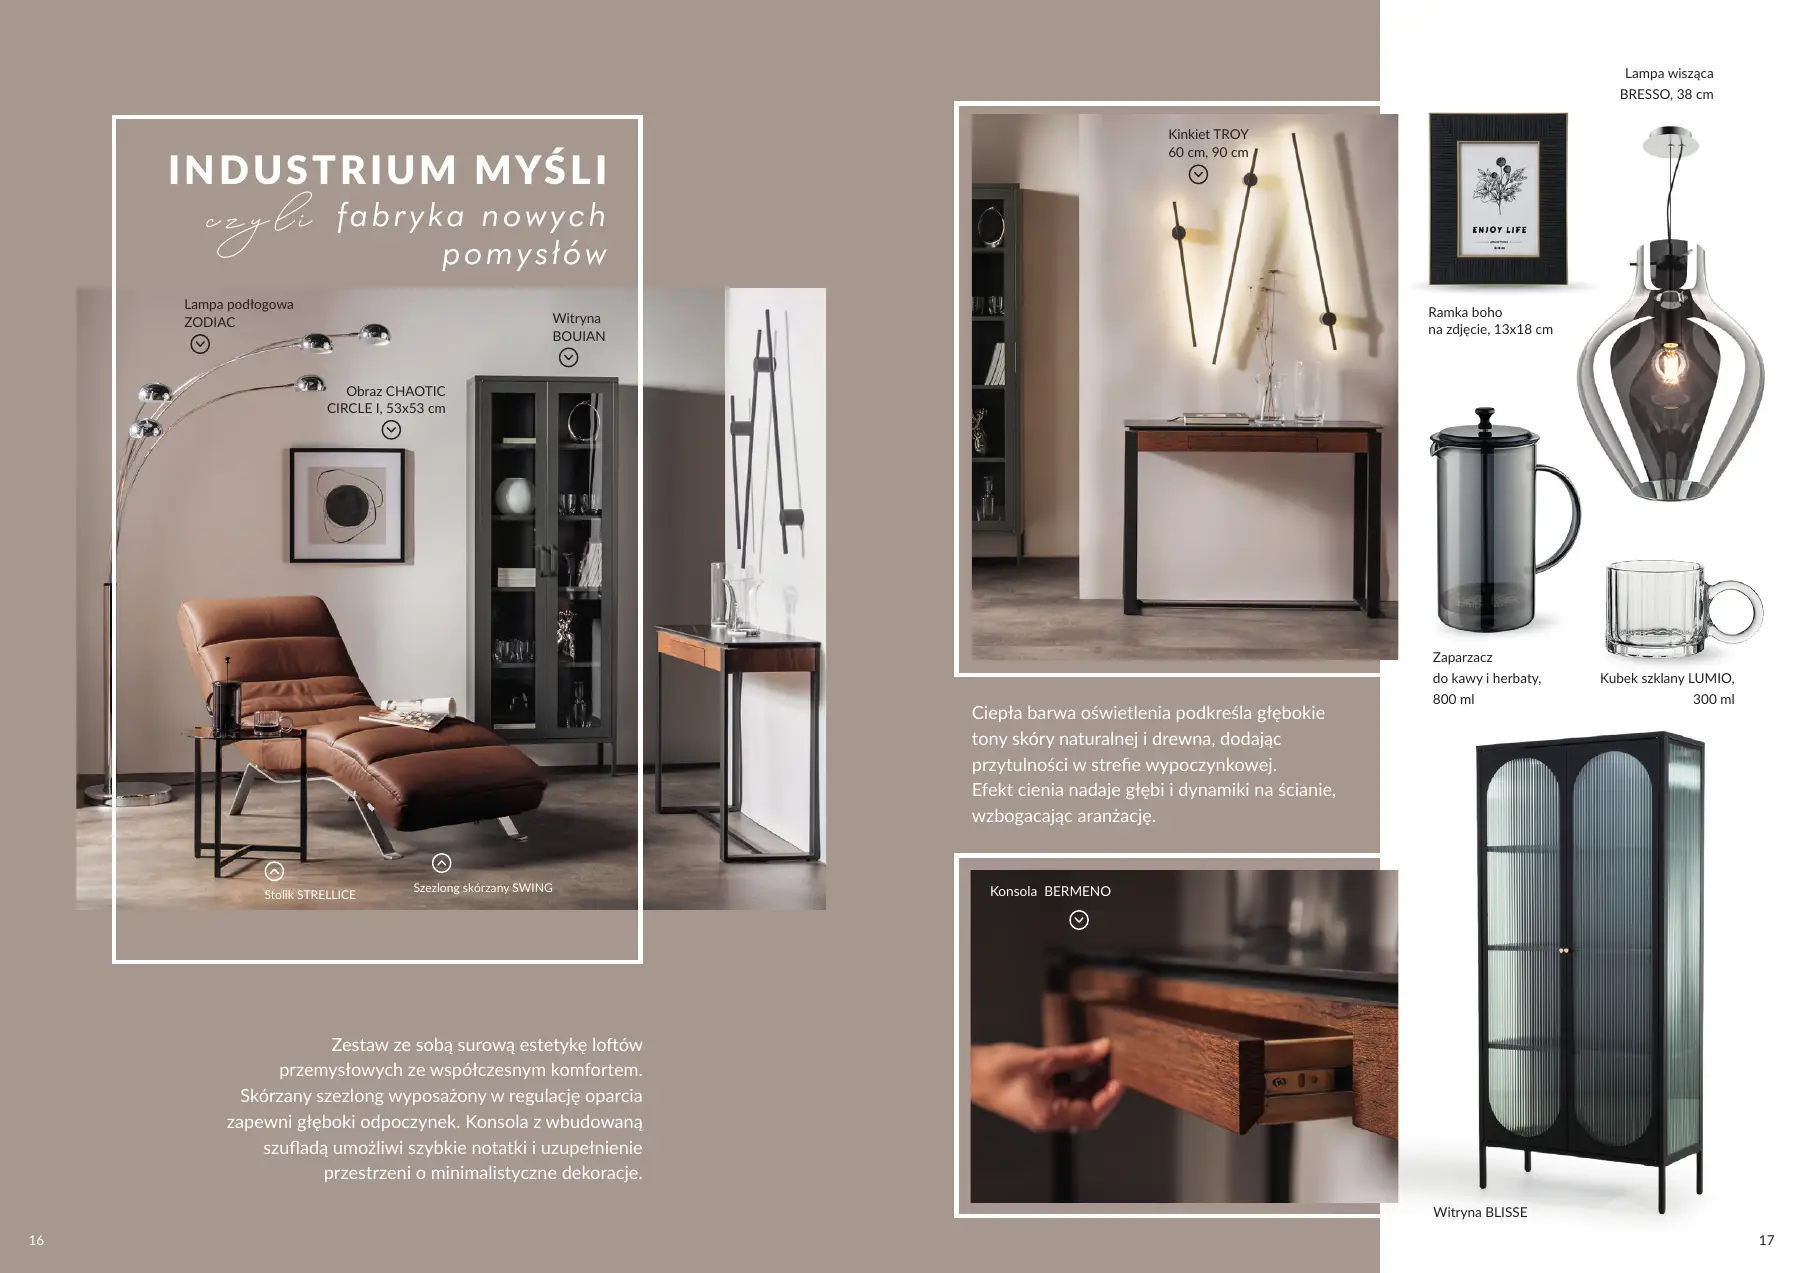 INDUSTRIUM MYŚLI
czyli fabryka nowych
pomysłów
Lampa podłogowa
ZODIAC
Witryna
BOUIAN
Obraz CHAOTIC
CIRCLE I, 53x53 cm
Stolik STRELLICE
Szezlong skórzany SWING
Zestaw ze sobą surową estetykę loftów
przemysłowych ze współczesnym komfortem.
Skórzany szezlong wyposażony w regulację oparcia
zapewni głęboki odpoczynek. Konsola z wbudowaną
szufladą umożliwi szybkie notatki i uzupełnienie
przestrzeni o minimalistyczne dekoracje.
16
Kinkiet TROY
60 cm, 90 cm
Ciepła barwa oświetlenia podkreśla głębokie
tony skóry naturalnej i drewna, dodając
przytulności w strefie wypoczynkowej.
Efekt cienia nadaje głębi i dynamiki na ścianie,
wzbogacając aranżację.
Konsola BERMENO
Lampa wisząca
BRESSO, 38 cm
ENJOY LIFE
Ramka boho
na zdjęcie, 13x18 cm
Zaparzacz
do kawy i herbaty,
800 ml
Kubek szklany LUMIO,
300 ml
Witryna BLISSE
17